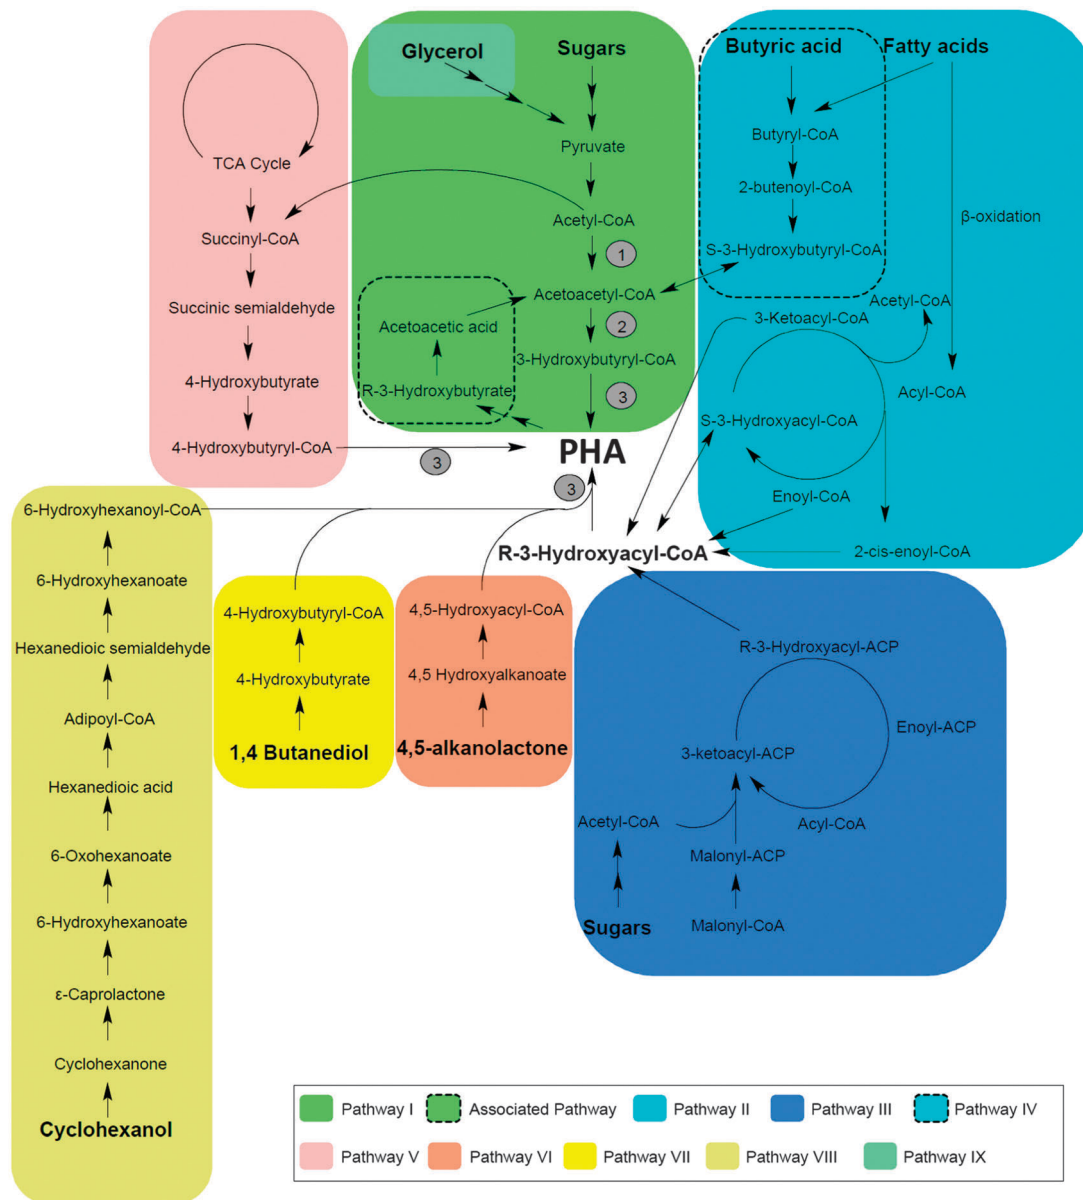 Glycerol
Sugars
Pyruvate
Acetyl-CoA
1
Acetoacetyl-CoA
2
3-Hydroxybutyryl-CoA
3
Acetoacetic acid
R-3-Hydroxybutyrate
PHA
TCA Cycle
Succinyl-CoA
Succinic semialdehyde
4-Hydroxybutyrate
4-Hydroxybutyryl-CoA
3
Butyric acid
Fatty acids
Butyryl-CoA
2-butenoyl-CoA
S-3-Hydroxybutyryl-CoA
β-oxidation
Acetyl-CoA
3-Ketoacyl-CoA
Acyl-CoA
S-3-Hydroxyacyl-CoA
Enoyl-CoA
2-cis-enoyl-CoA
3
R-3-Hydroxyacyl-CoA
6-Hydroxyhexanoyl-CoA
6-Hydroxyhexanoate
Hexanedioic semialdehyde
Adipoyl-CoA
Hexanedioic acid
6-Oxohexanoate
6-Hydroxyhexanoate
ε-Caprolactone
Cyclohexanone
Cyclohexanol
4-Hydroxybutyryl-CoA
4-Hydroxybutyrate
1,4 Butanediol
4,5-Hydroxyacyl-CoA
4,5 Hydroxyalkanoate
4,5-alkanolactone
R-3-Hydroxyacyl-ACP
Enoyl-ACP
3-ketoacyl-ACP
Acyl-CoA
Acetyl-CoA
Malonyl-ACP
Sugars
Malonyl-CoA
Pathway I
Associated Pathway
Pathway II
Pathway III
Pathway IV
Pathway V
Pathway VI
Pathway VII
Pathway VIII
Pathway IX